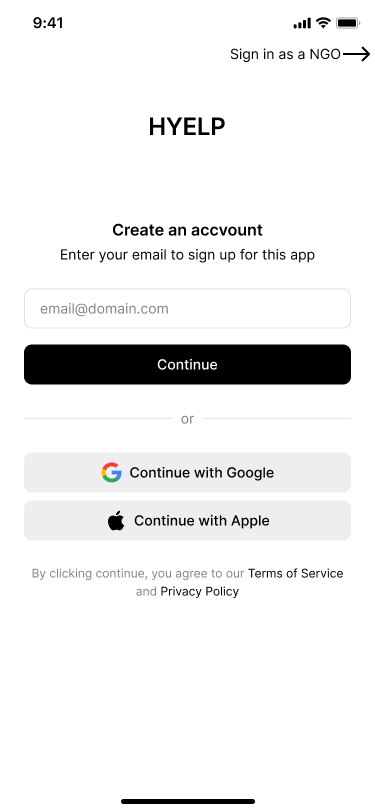 9:41
Sign in as a NGO
HYELP
Create an accvount
Enter your email to sign up for this app
email@domain.com
Continue
or
Continue with Google
Continue with Apple
By clicking continue, you agree to our Terms of Service
and Privacy Policy